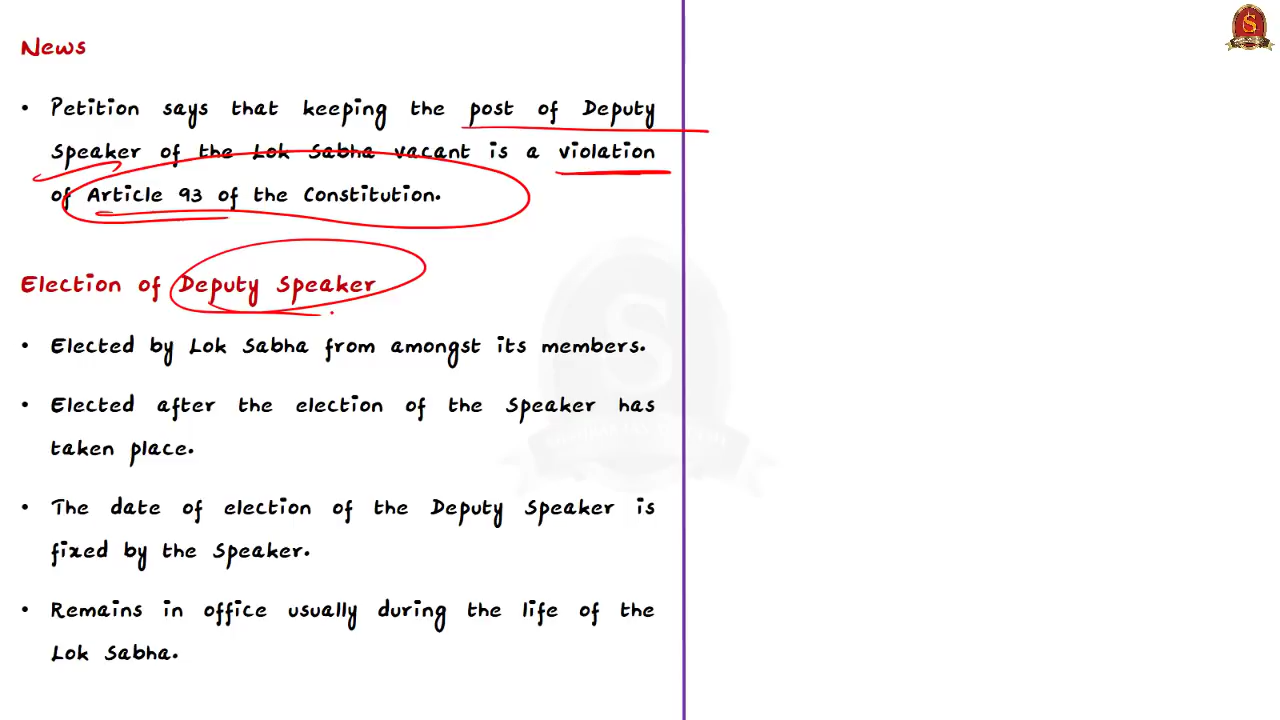 News
• Petition says that keeping the post of Deputy
Speaker of the Lok Sabha vacant is a violation
of Article 93 of the Constitution.
Election of Deputy Speaker
• Elected by Lok Sabha from amongst its members.
• Elected after the election of the Speaker has
taken place.
• The date of election of the Deputy Speaker is
fixed by the Speaker.
• Remains in office usually during the life of the
Lok Sabha.